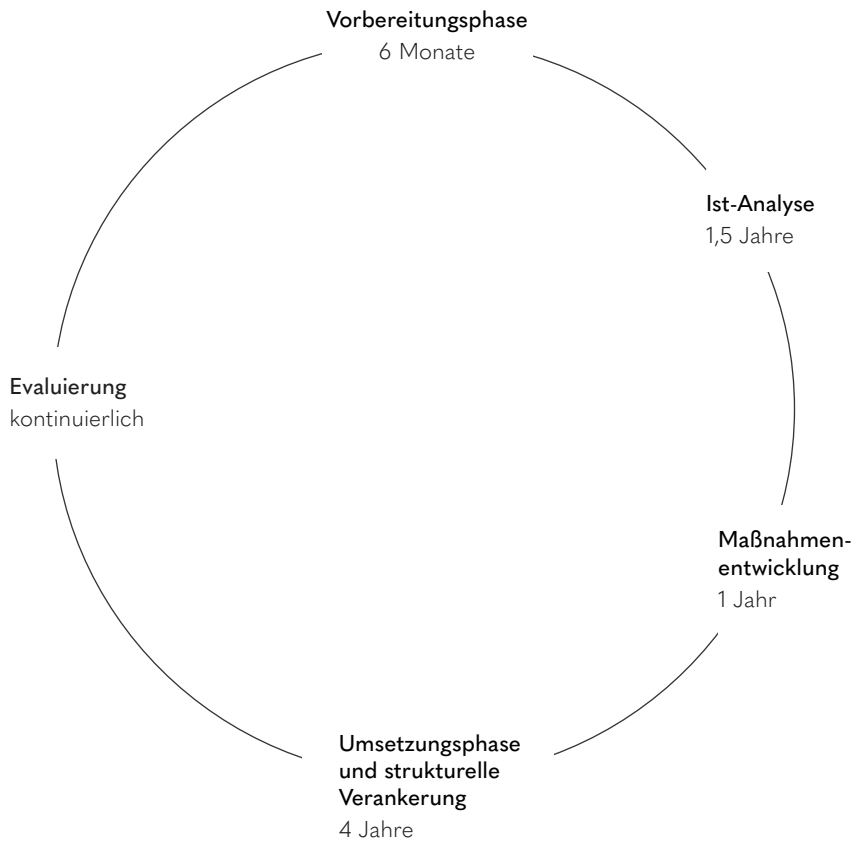 Vorbereitungsphase
6 Monate
Ist-Analyse
1,5 Jahre
Maßnahmen-
entwicklung
1 Jahr
Umsetzungsphase
und strukturelle
Verankerung
4 Jahre
Evaluierung
kontinuierlich